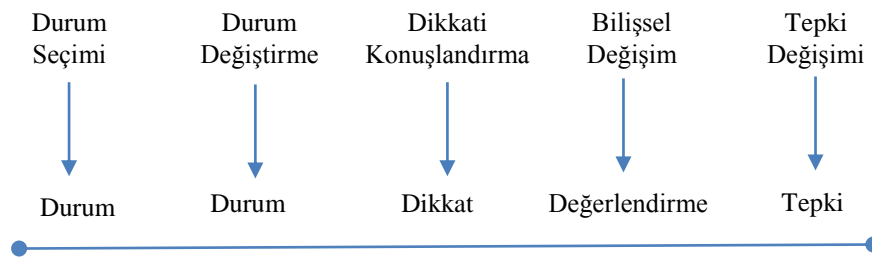 Durum Seçimi
Durum Değiştirme
Dikkati Konuşlandırma
Bilişsel Değişim
Tepki Değişimi
Durum
Durum
Dikkat
Değerlendirme
Tepki